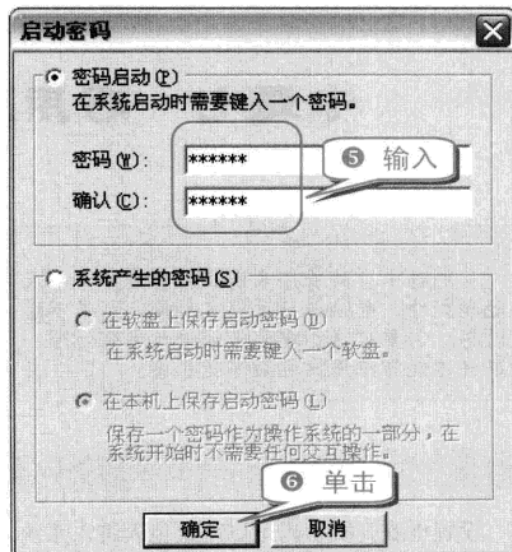 启动密码
密码启动(P)
在系统启动时需要键入一个密码。
密码(W): ******
❺ 输入
确认(C): ******
系统产生的密码(S)
在软盘上保存启动密码(D)
在系统启动时需要键入一个软盘。
在本机上保存启动密码(L)
保存一个密码作为操作系统的一部分，在
系统开始时不需要任何交互操作。
❻ 单击
确定 取消